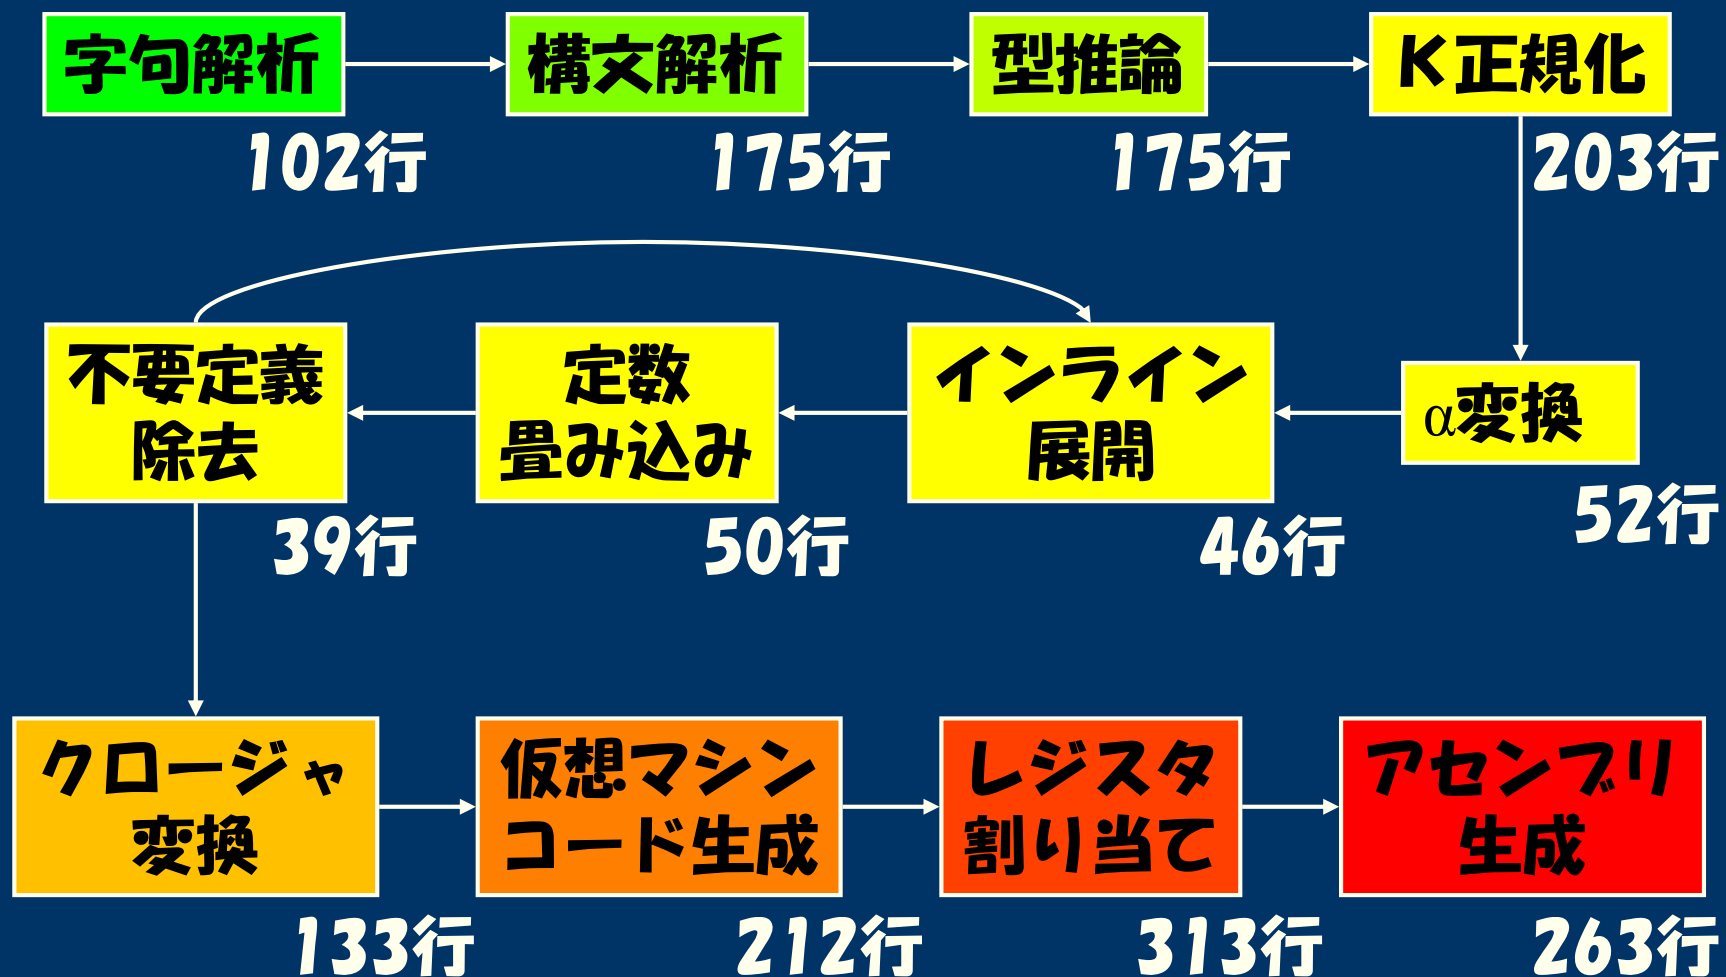 字句解析
構文解析
型推論
K正規化
102行
175行
175行
203行
不要定義
除去
定数
畳み込み
インライン
展開
α変換
39行
50行
46行
52行
クロージャ
変換
仮想マシン
コード生成
レジスタ
割り当て
アセンブリ
生成
133行
212行
313行
263行